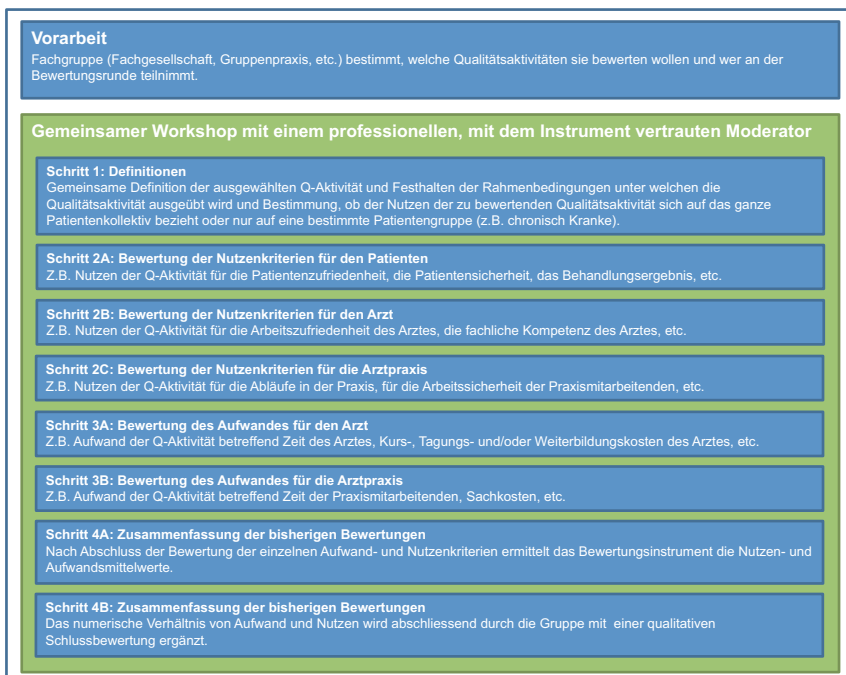 Vorarbeit
Fachgruppe (Fachgesellschaft, Gruppenpraxis, etc.) bestimmt, welche Qualitätsaktivitäten sie bewerten wollen und wer an der
Bewertungsrunde teilnimmt.
Gemeinsamer Workshop mit einem professionellen, mit dem Instrument vertrauten Moderator
Schritt 1: Definitionen
Gemeinsame Definition der ausgewählten Q-Aktivität und Festhalten der Rahmenbedingungen unter welchen die
Qualitätsaktivität ausgeübt wird und Bestimmung, ob der Nutzen der zu bewertenden Qualitätsaktivität sich auf das ganze
Patientenkollektiv bezieht oder nur auf eine bestimmte Patientengruppe (z.B. chronisch Kranke).
Schritt 2A: Bewertung der Nutzenkriterien für den Patienten
Z.B. Nutzen der Q-Aktivität für die Patientenzufriedenheit, die Patientensicherheit, das Behandlungsergebnis, etc.
Schritt 2B: Bewertung der Nutzenkriterien für den Arzt
Z.B. Nutzen der Q-Aktivität für die Arbeitszufriedenheit des Arztes, die fachliche Kompetenz des Arztes, etc.
Schritt 2C: Bewertung der Nutzenkriterien für die Arztpraxis
Z.B. Nutzen der Q-Aktivität für die Abläufe in der Praxis, für die Arbeitssicherheit der Praxismitarbeitenden, etc.
Schritt 3A: Bewertung des Aufwandes für den Arzt
Z.B. Aufwand der Q-Aktivität betreffend Zeit des Arztes, Kurs-, Tagungs- und/oder Weiterbildungskosten des Arztes, etc.
Schritt 3B: Bewertung des Aufwandes für die Arztpraxis
Z.B. Aufwand der Q-Aktivität betreffend Zeit der Praxismitarbeitenden, Sachkosten, etc.
Schritt 4A: Zusammenfassung der bisherigen Bewertungen
Nach Abschluss der Bewertung der einzelnen Aufwand- und Nutzenkriterien ermittelt das Bewertungsinstrument die Nutzen- und
Aufwandsmittelwerte.
Schritt 4B: Zusammenfassung der bisherigen Bewertungen
Das numerische Verhältnis von Aufwand und Nutzen wird abschliessend durch die Gruppe mit einer qualitativen
Schlussbewertung ergänzt.